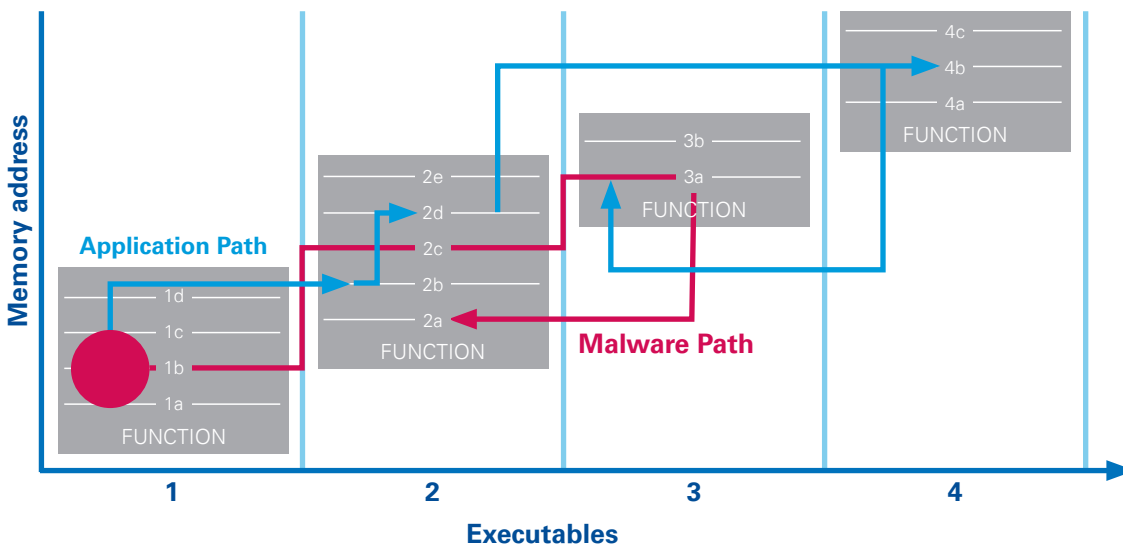 Memory address
4c
4b
4a
FUNCTION
3b
3a
FUNCTION
2e
2d
2c
2b
2a
FUNCTION
Application Path
1d
1c
1b
1a
FUNCTION
Malware Path
1
2
3
4
Executables